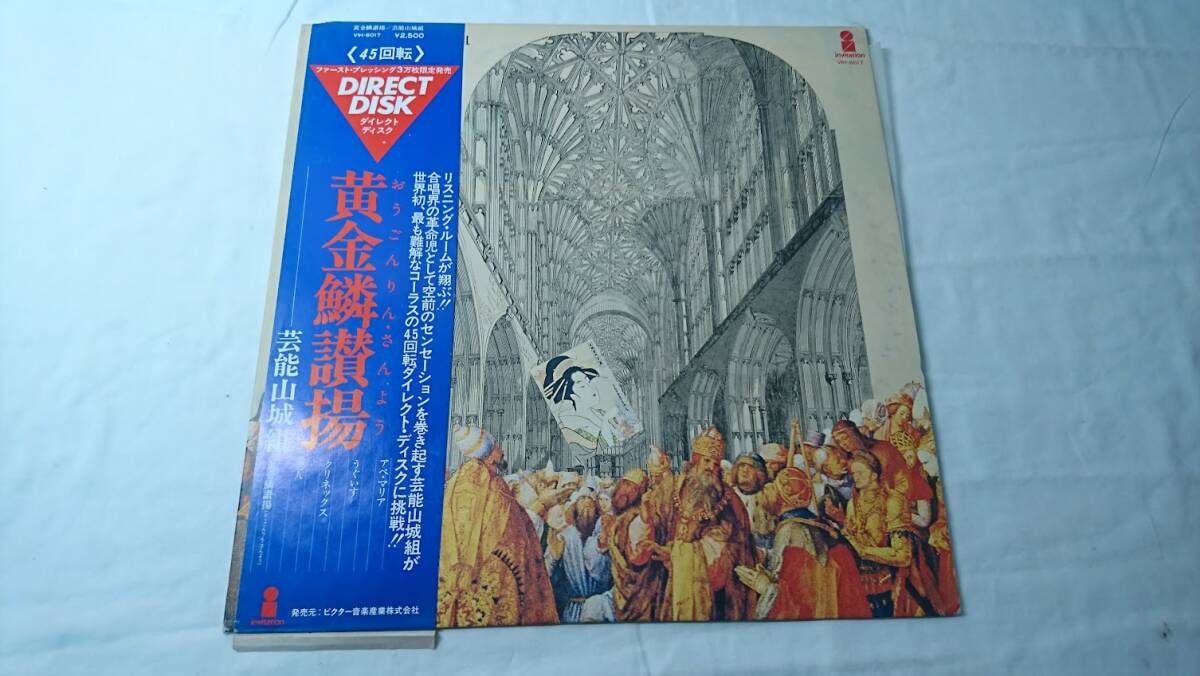 黄金鱗讃揚/芸能山城組
VIH-6017 ¥2,500
〈45回転〉
ファースト・プレッシング3万枚限定発売
DIRECT
DISK
ダイレクト
ディスク
リスニング・ルームが翔ぶ!!
合唱界の革命児として空前のセンセーションを巻き起す芸能山城組が
世界初、最も難解なコーラスの45回転ダイレクト・ディスクに挑戦!!
おうごんりん・さんよう
黄金鱗讃揚
芸能山城
アベ・マリア
うぐいす
クリネックス。
発売元:ビクター音楽産業株式会社
invitation
invitation
VIH-6017